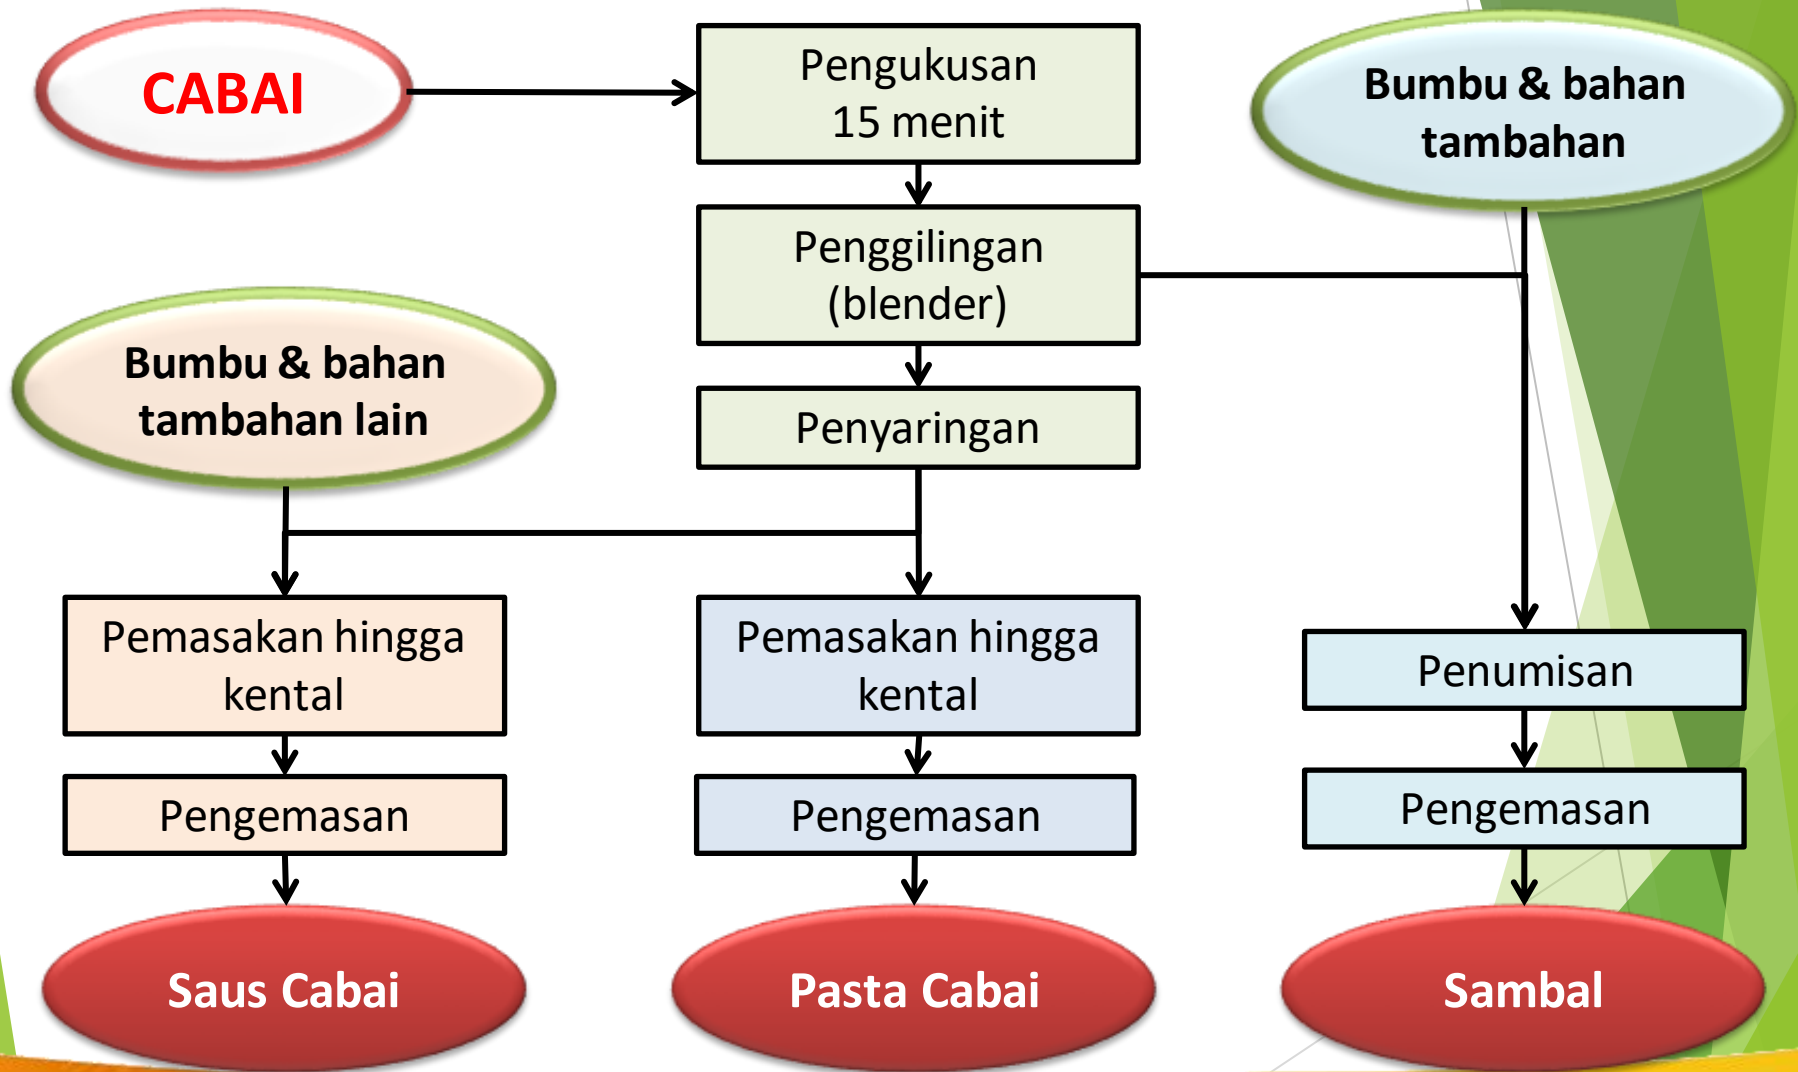 CABAI
Pengukusan
15 menit
Bumbu & bahan
tambahan
Penggilingan
(blender)
Bumbu & bahan
tambahan lain
Penyaringan
Pemasakan hingga
kental
Pemasakan hingga
kental
Penumisan
Pengemasan
Pengemasan
Pengemasan
Saus Cabai
Pasta Cabai
Sambal